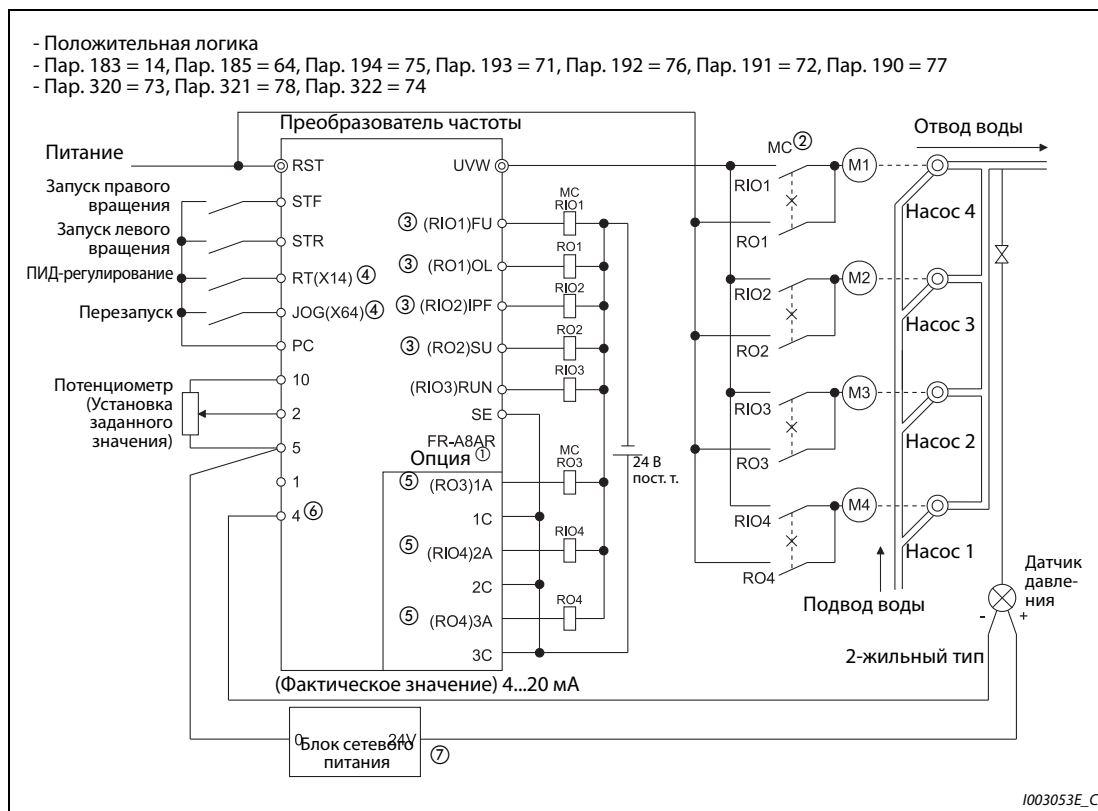 - Положительная логика
- Пар. 183 = 14, Пар. 185 = 64, Пар. 194 = 75, Пар. 193 = 71, Пар. 192 = 76, Пар. 191 = 72, Пар. 190 = 77
- Пар. 320 = 73, Пар. 321 = 78, Пар. 322 = 74
Преобразователь частоты
Питание
RST
Запуск правого
вращения
STF
Запуск левого
вращения
STR
ПИД-регулирование
RT(X14) ④
Перезапуск
JOG(X64) ④
PC
Потенциометр
(Установка
заданного
значения)
10
2
5
1
4 ⑥
UVW
③ (RIO1)FU
③ (RO1)OL
③ (RIO2)IPF
③ (RO2)SU
(RIO3)RUN
SE
FR-A8AR
Опция ①
⑤ (RO3)1A
1C
⑤ (RIO4)2A
2C
⑤ (RO4)3A
3C
MC
RIO1
RO1
RIO2
RO2
RIO3
MC
RO3
RIO4
RO4
24 В
пост. т.
MC ②
RIO1
RO1
RIO2
RO2
RIO3
RO3
RIO4
RO4
M1
M2
M3
M4
Отвод воды
Насос 4
Насос 3
Насос 2
Насос 1
Подвод воды
Датчик
давле-
ния
- +
2-жильный тип
(Фактическое значение) 4...20 мА
0 24V
Блок сетевого
питания
⑦
I003053E_C